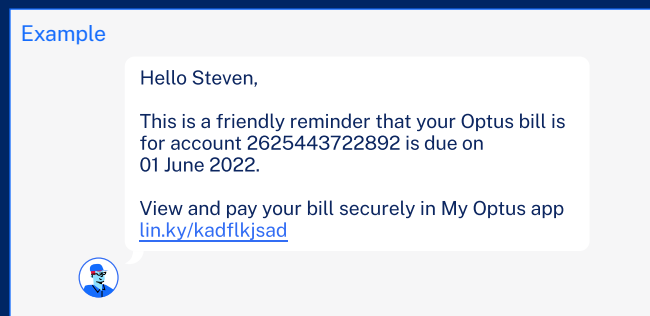 Example
Hello Steven,
This is a friendly reminder that your Optus bill is
for account 2625443722892 is due on
01 June 2022.
View and pay your bill securely in My Optus app
lin.ky/kadflkjsad